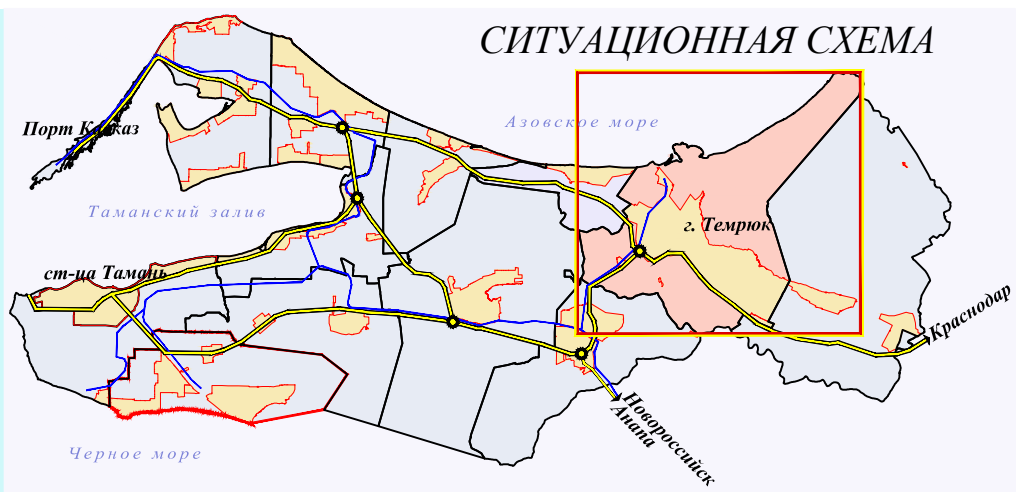 СИТУАЦИОННАЯ СХЕМА
Азовское море
Порт Кавказ
Таманский залив
г. Темрюк
ст-ца Тамань
Краснодар
Новороссийск
Анапа
Черное море